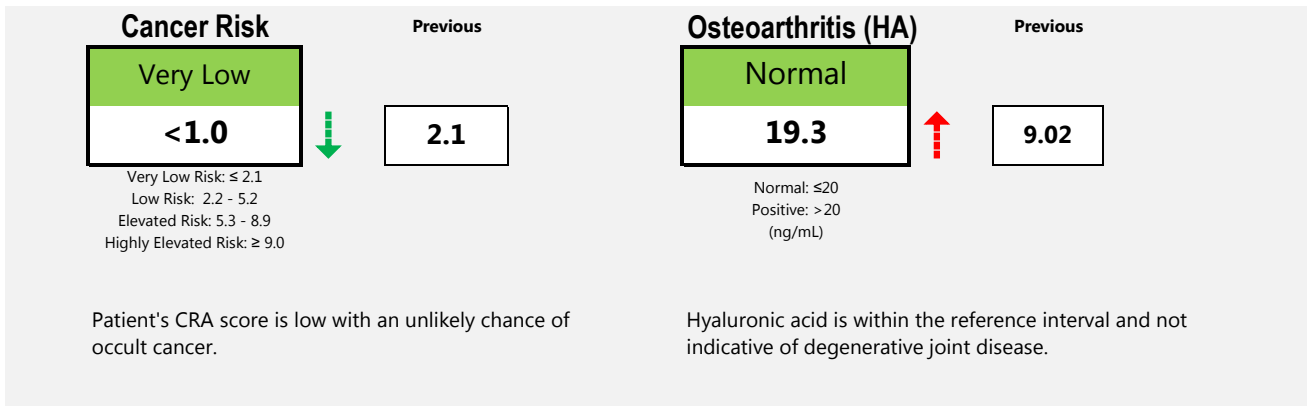 Cancer Risk
Previous
Very Low
<1.0
2.1
Very Low Risk: ≤ 2.1
Low Risk: 2.2 - 5.2
Elevated Risk: 5.3 - 8.9
Highly Elevated Risk: ≥ 9.0
Patient's CRA score is low with an unlikely chance of
occult cancer.
Osteoarthritis (HA)
Previous
Normal
19.3
9.02
Normal: ≤20
Positive: >20
(ng/mL)
Hyaluronic acid is within the reference interval and not
indicative of degenerative joint disease.